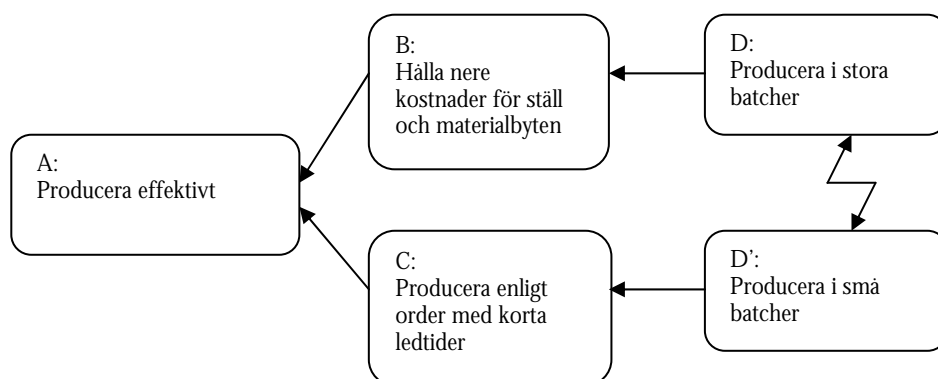 A:
Producera effektivt
B:
Hålla nere
kostnader för ställ
och materialbyten
C:
Producera enligt
order med korta
ledtider
D:
Producera i stora
batcher
D’:
Producera i små
batcher